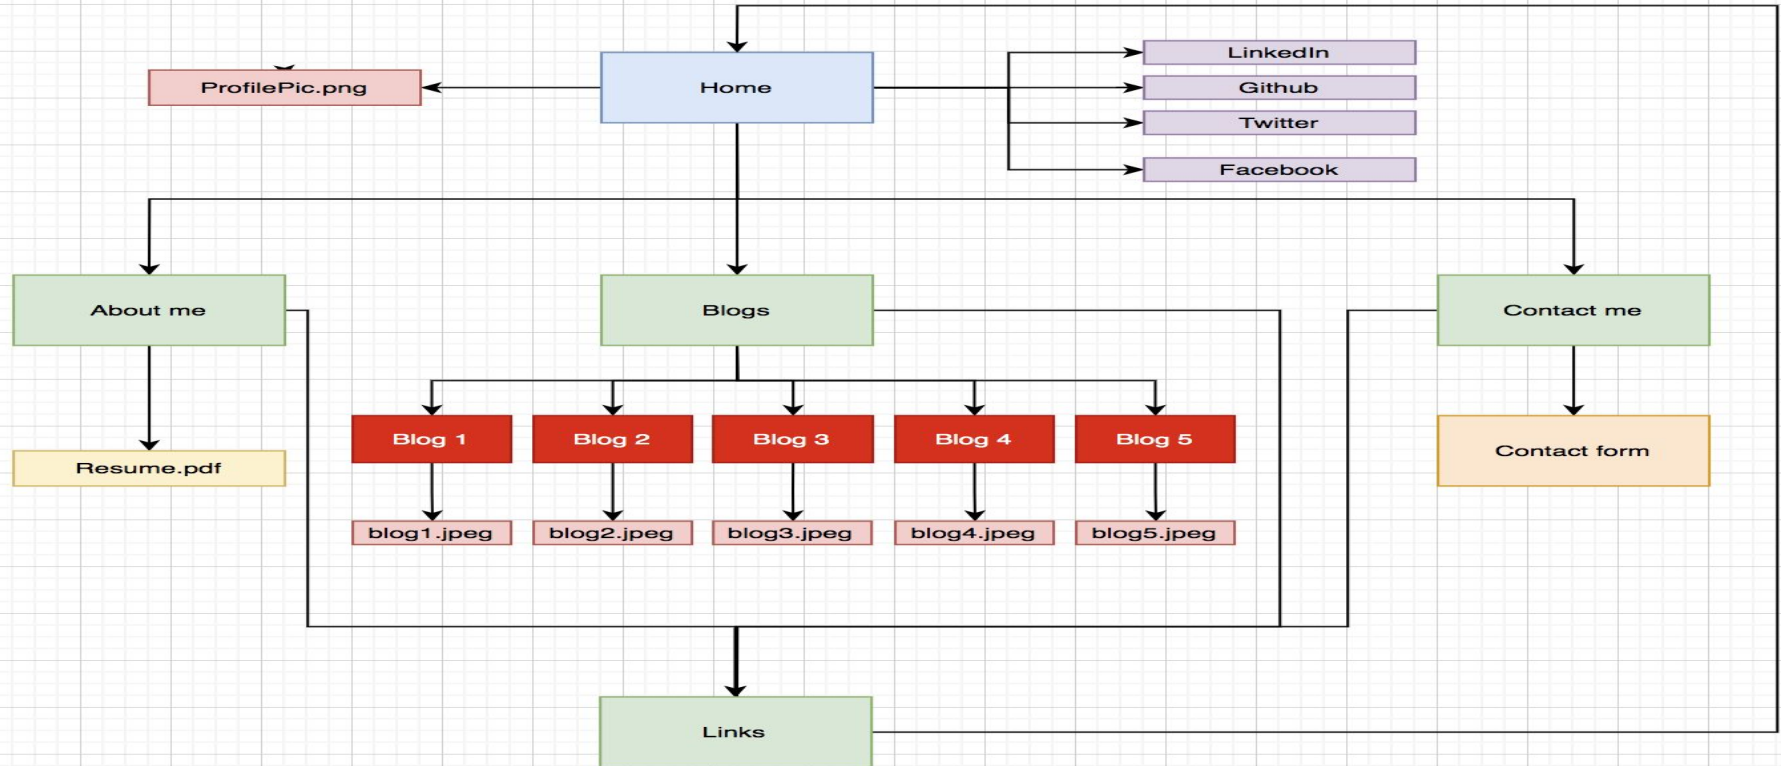 LinkedIn
ProfilePic.png
Home
Github
Twitter
Facebook
About me
Blogs
Contact me
Blog 1
Blog 2
Blog 3
Blog 4
Blog 5
Contact form
Resume.pdf
blog1.jpeg
blog2.jpeg
blog3.jpeg
blog4.jpeg
blog5.jpeg
Links